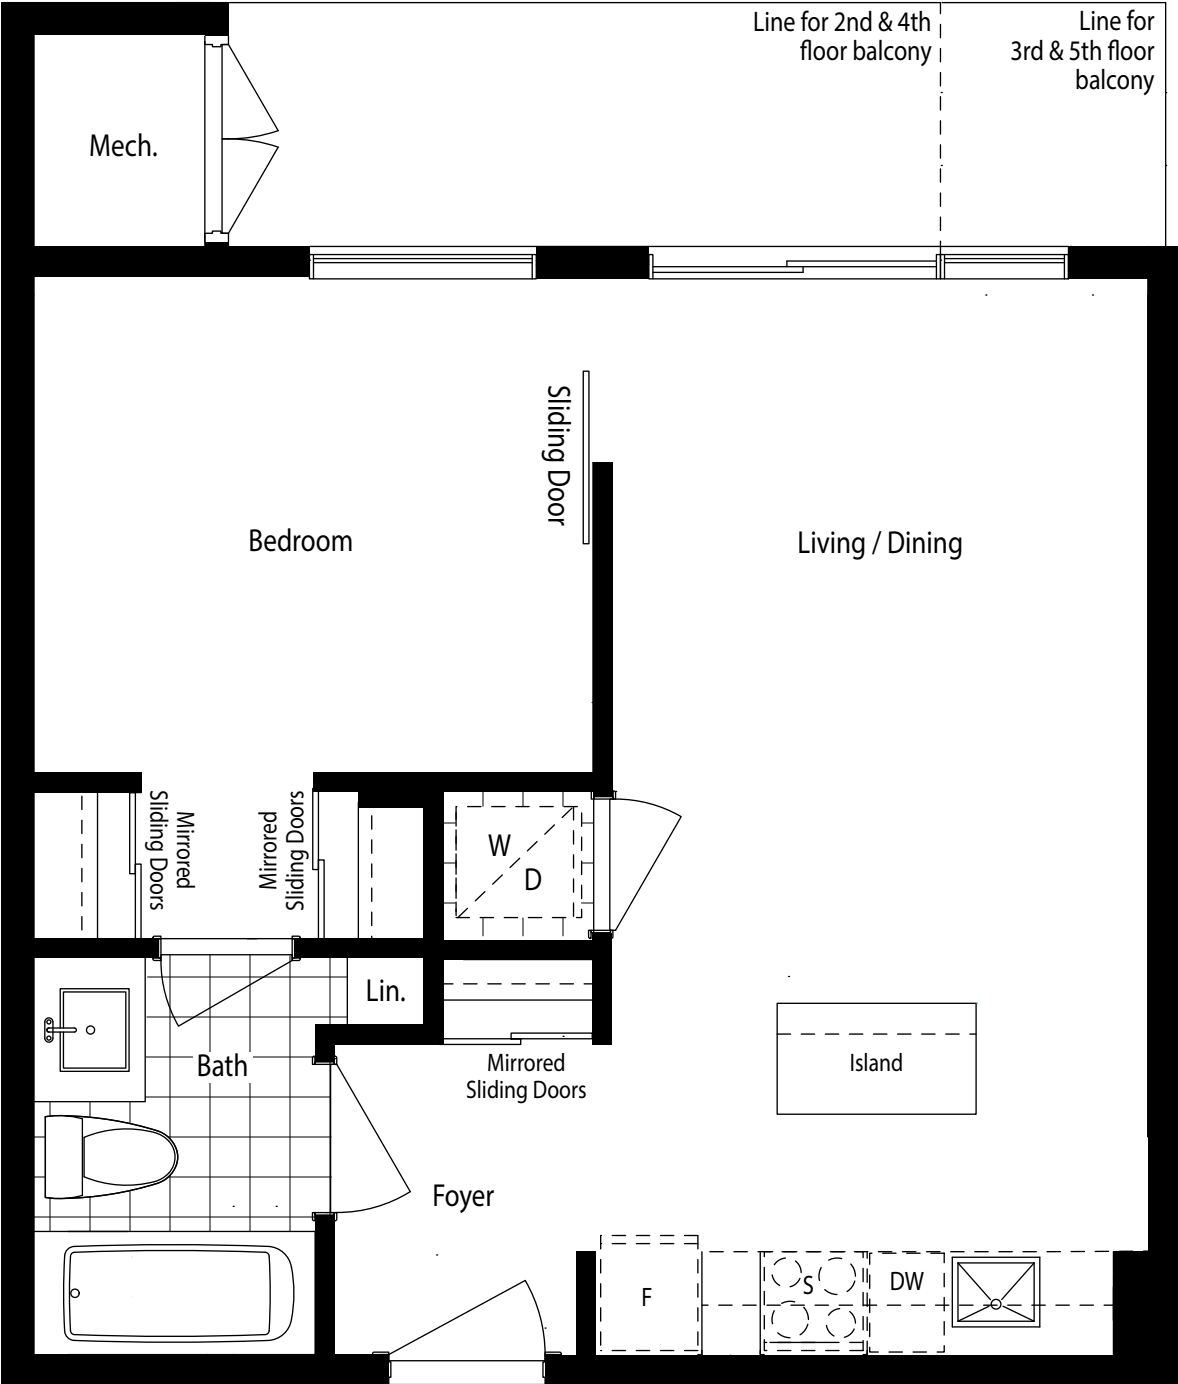 Line for 2nd & 4th
floor balcony
Line for
3rd & 5th floor
balcony
Mech.
Sliding Door
Bedroom
Living / Dining
Mirrored
Sliding Doors
Mirrored
Sliding Doors
W
D
Lin.
Bath
Mirrored
Sliding Doors
Island
Foyer
F
S
DW